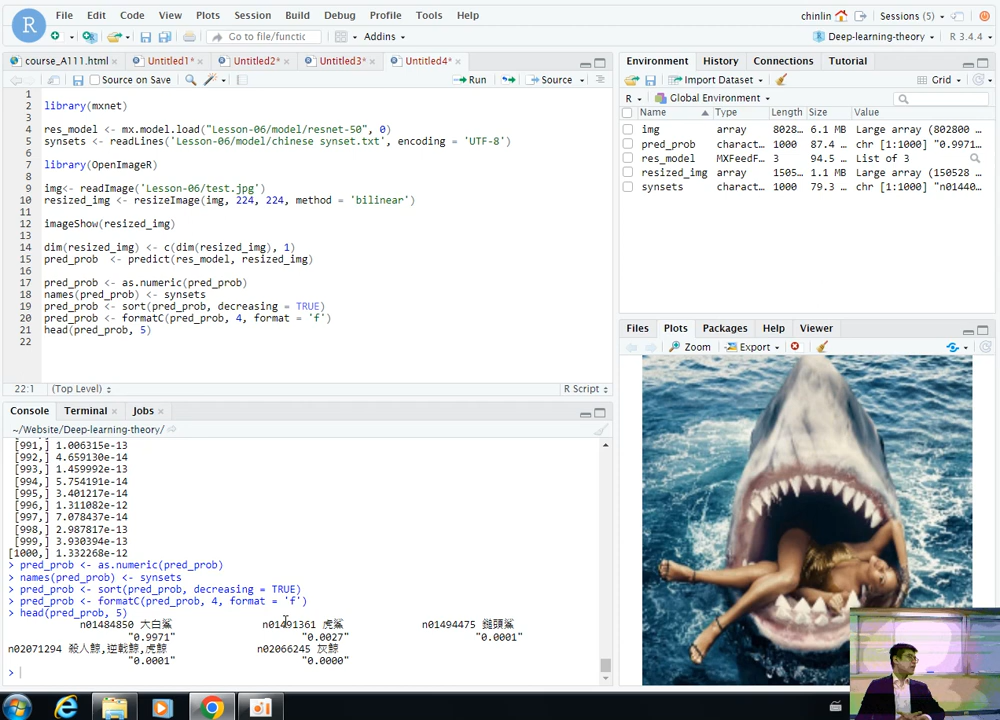 File Edit Code View Plots Session Build Debug Profile Tools Help
chinlin Sessions (5)
R
Go to file/functic
Addins
Deep-learning-theory R 3.4.4
course_A111.html × Untitled1* × Untitled2* × Untitled3* × Untitled4* ×
Source on Save Run Source
1
2 library(mxnet)
3
4 res_model <- mx.model.load("Lesson-06/model/resnet-50", 0)
5 synsets <- readLines('Lesson-06/model/chinese synset.txt', encoding = 'UTF-8')
6
7 library(OpenImageR)
8
9 img<- readImage('Lesson-06/test.jpg')
10 resized_img <- resizeImage(img, 224, 224, method = 'bilinear')
11
12 imageShow(resized_img)
13
14 dim(resized_img) <- c(dim(resized_img), 1)
15 pred_prob <- predict(res_model, resized_img)
16
17 pred_prob <- as.numeric(pred_prob)
18 names(pred_prob) <- synsets
19 pred_prob <- sort(pred_prob, decreasing = TRUE)
20 pred_prob <- formatC(pred_prob, 4, format = 'f')
21 head(pred_prob, 5)
22
22:1 (Top Level) R Script
Console Terminal × Jobs ×
~/Website/Deep-learning-theory/
[991,] 1.006315e-13
[992,] 4.659130e-14
[993,] 1.459992e-13
[994,] 5.754191e-14
[995,] 3.401217e-14
[996,] 1.311082e-12
[997,] 7.078437e-14
[998,] 2.987817e-13
[999,] 3.930394e-13
[1000,] 1.332268e-12
> pred_prob <- as.numeric(pred_prob)
> names(pred_prob) <- synsets
> pred_prob <- sort(pred_prob, decreasing = TRUE)
> pred_prob <- formatC(pred_prob, 4, format = 'f')
> head(pred_prob, 5)
n01484850 大白鯊 n01491361 虎鯊 n01494475 鎚頭鯊
"0.9971" "0.0027" "0.0001"
n02071294 殺人鯨,逆戟鯨,虎鯨 n02066245 灰鯨
"0.0001" "0.0000"
>
Environment History Connections Tutorial
Import Dataset Grid
R Global Environment
Name Type Length Size Value
img array 8028… 6.1 MB Large array (802800 …
pred_prob charact… 1000 87.4 … chr [1:1000] "0.9971"…
res_model MXFeedF… 3 94.5 … List of 3
resized_img array 1505… 1.1 MB Large array (150528 …
synsets charact… 1000 79.3 … chr [1:1000] "n01440…
Files Plots Packages Help Viewer
Zoom Export